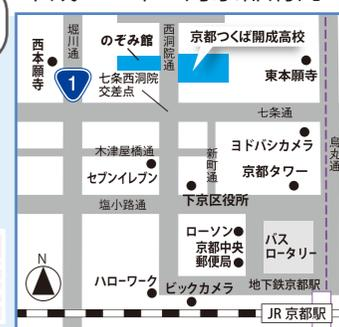 西本願寺
堀川通
のぞみ館
西洞院通
京都つくば開成高校
東本願寺
1
七条西洞院
交差点
七条通
ヨドバシカメラ
烏丸通
木津屋橋通
新町通
京都タワー
セブンイレブン
下京区役所
塩小路通
ローソン
京都中央
郵便局
バス
ロータリー
N
ハローワーク
ビックカメラ
地下鉄京都駅
JR 京都駅